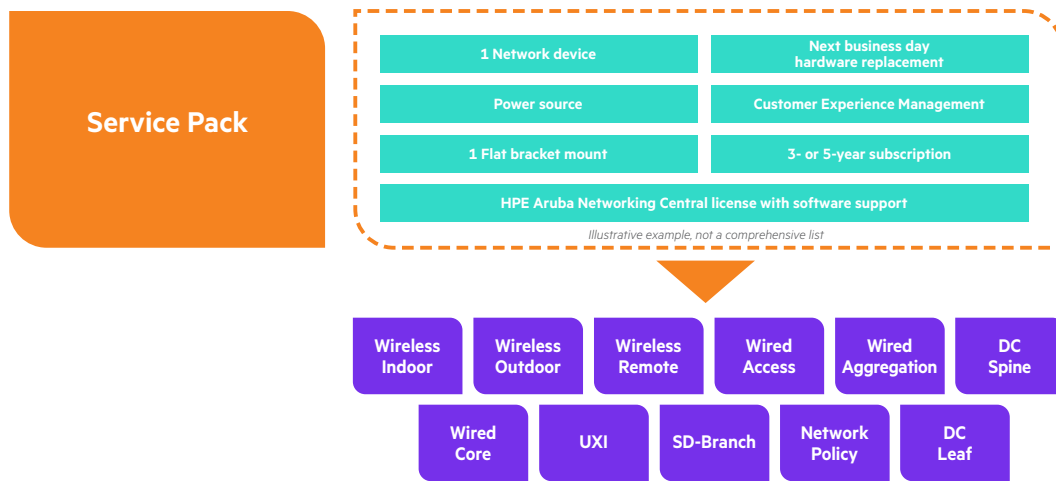 Service Pack
1 Network device
Next business day
hardware replacement
Power source
Customer Experience Management
1 Flat bracket mount
3- or 5-year subscription
HPE Aruba Networking Central license with software support
Illustrative example, not a comprehensive list
Wireless
Indoor
Wireless
Outdoor
Wireless
Remote
Wired
Access
Wired
Aggregation
DC
Spine
Wired
Core
UXI
SD-Branch
Network
Policy
DC
Leaf